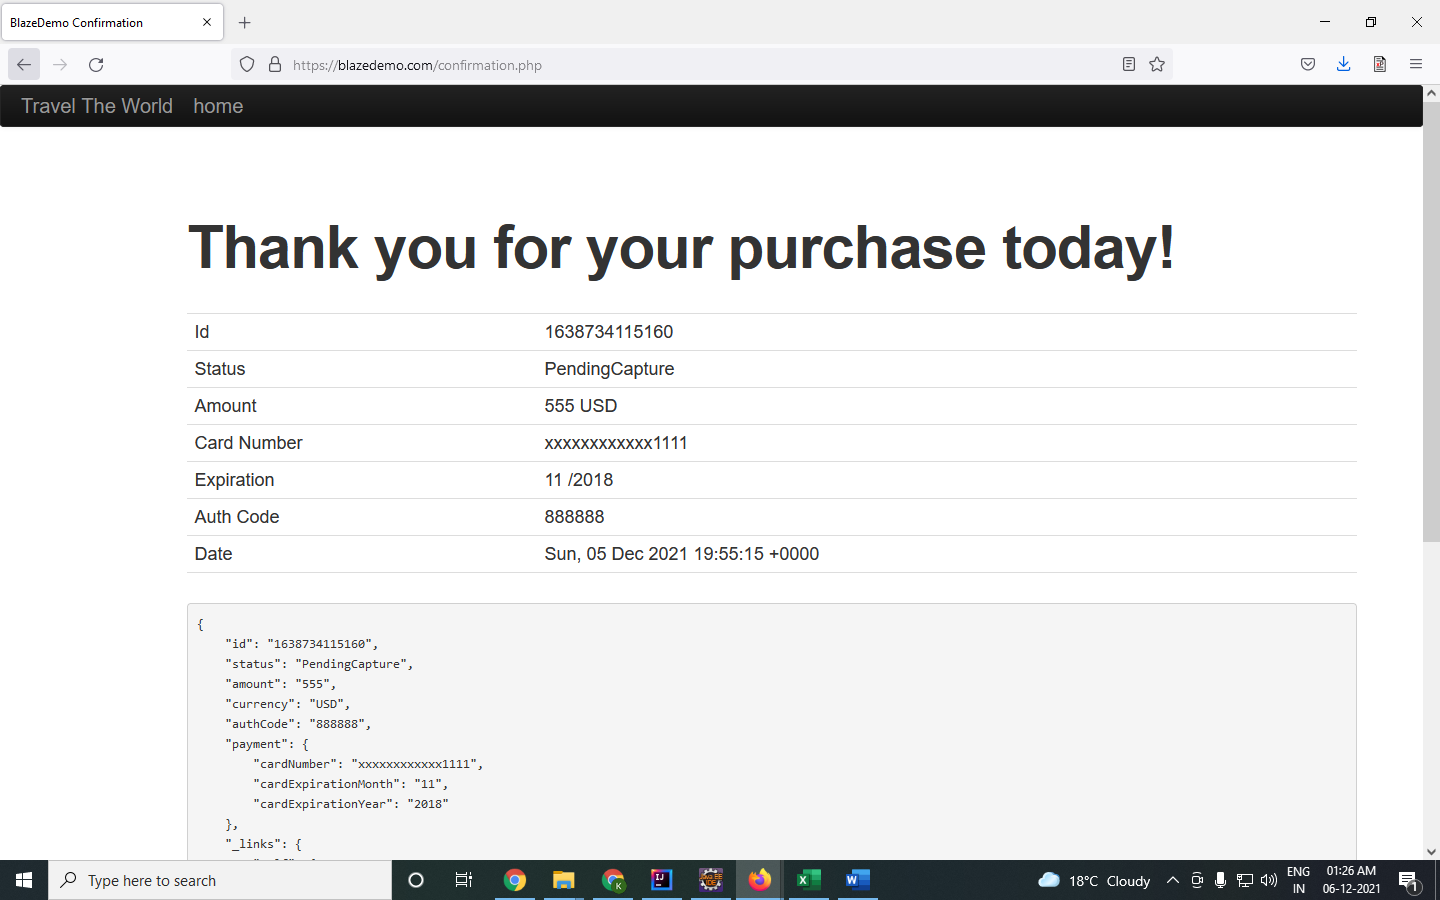 BlazeDemo Confirmation
https://blazedemo.com/confirmation.php
Travel The World home
Thank you for your purchase today!
Id 1638734115160
Status PendingCapture
Amount 555 USD
Card Number xxxxxxxxxxxx1111
Expiration 11 /2018
Auth Code 888888
Date Sun, 05 Dec 2021 19:55:15 +0000
{
"id": "1638734115160",
"status": "PendingCapture",
"amount": "555",
"currency": "USD",
"authCode": "888888",
"payment": {
"cardNumber": "xxxxxxxxxxxx1111",
"cardExpirationMonth": "11",
"cardExpirationYear": "2018"
},
"_links": {
Type here to search
18°C Cloudy
ENG
IN
01:26 AM
06-12-2021
1